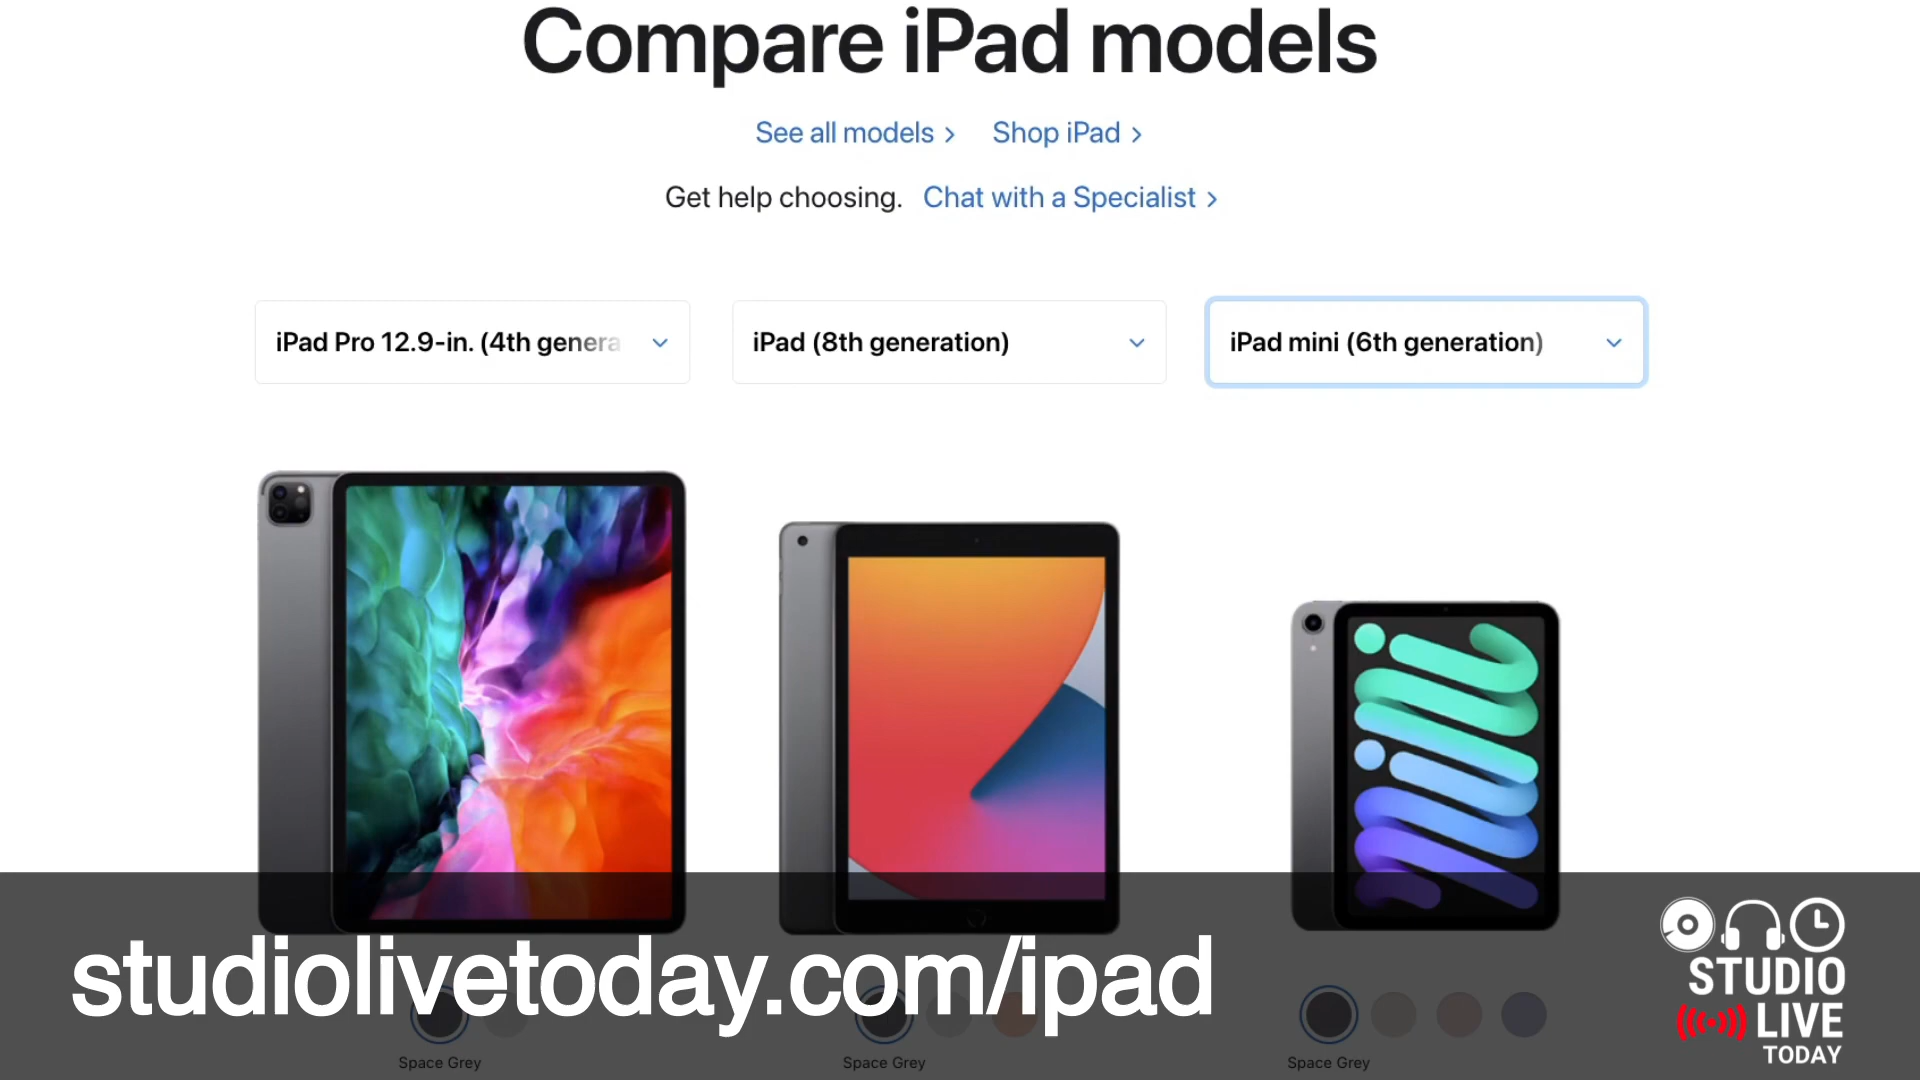 Compare iPad models
See all models >
Shop iPad >
Get help choosing. Chat with a Specialist >
iPad Pro 12.9-in. (4th genera
iPad (8th generation)
iPad mini (6th generation)
studiolivetoday.com/ipad
STUDIO
LIVE
TODAY
Space Grey
Space Grey
Space Grey